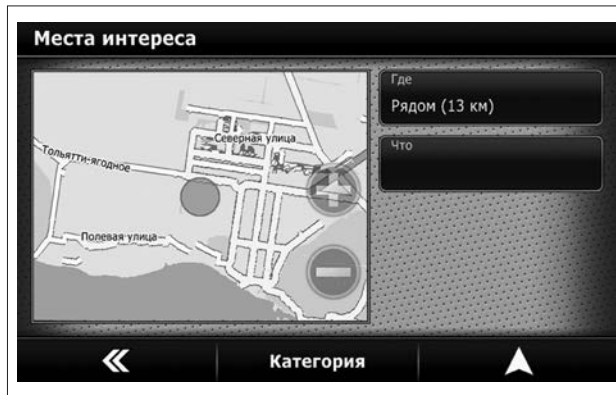 Места интереса
Где
Рядом (13 км)
Что
Северная улица
Тольятти-ягодное
Полевая улица
Категория